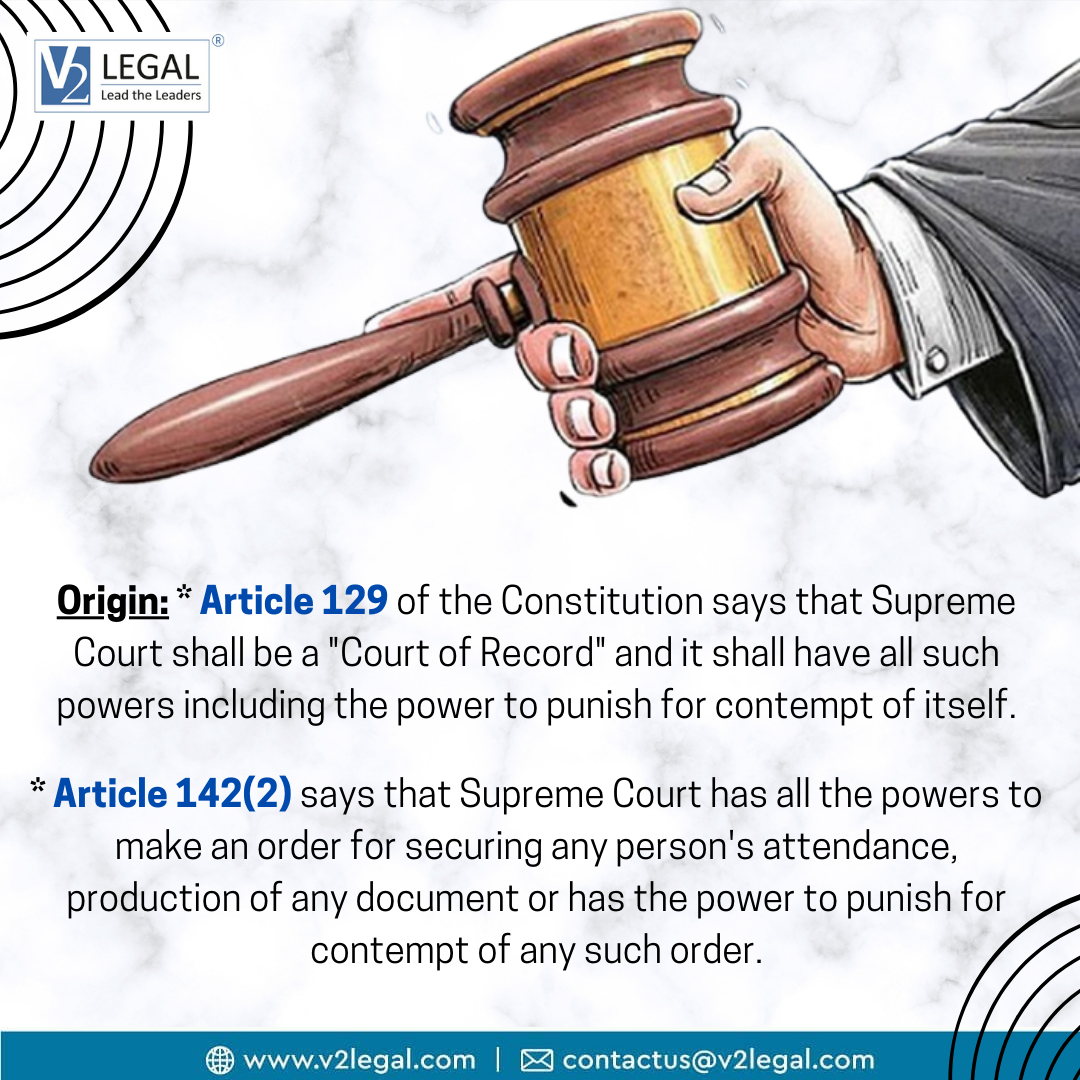 V2 LEGAL ®
Lead the Leaders
Origin: * Article 129 of the Constitution says that Supreme
Court shall be a "Court of Record" and it shall have all such
powers including the power to punish for contempt of itself.
* Article 142(2) says that Supreme Court has all the powers to
make an order for securing any person's attendance,
production of any document or has the power to punish for
contempt of any such order.
www.v2legal.com | contactus@v2legal.com